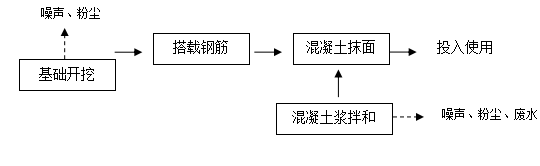 噪声、粉尘
基础开挖
搭载钢筋
混凝土抹面
投入使用
混凝土浆拌和
噪声、粉尘、废水